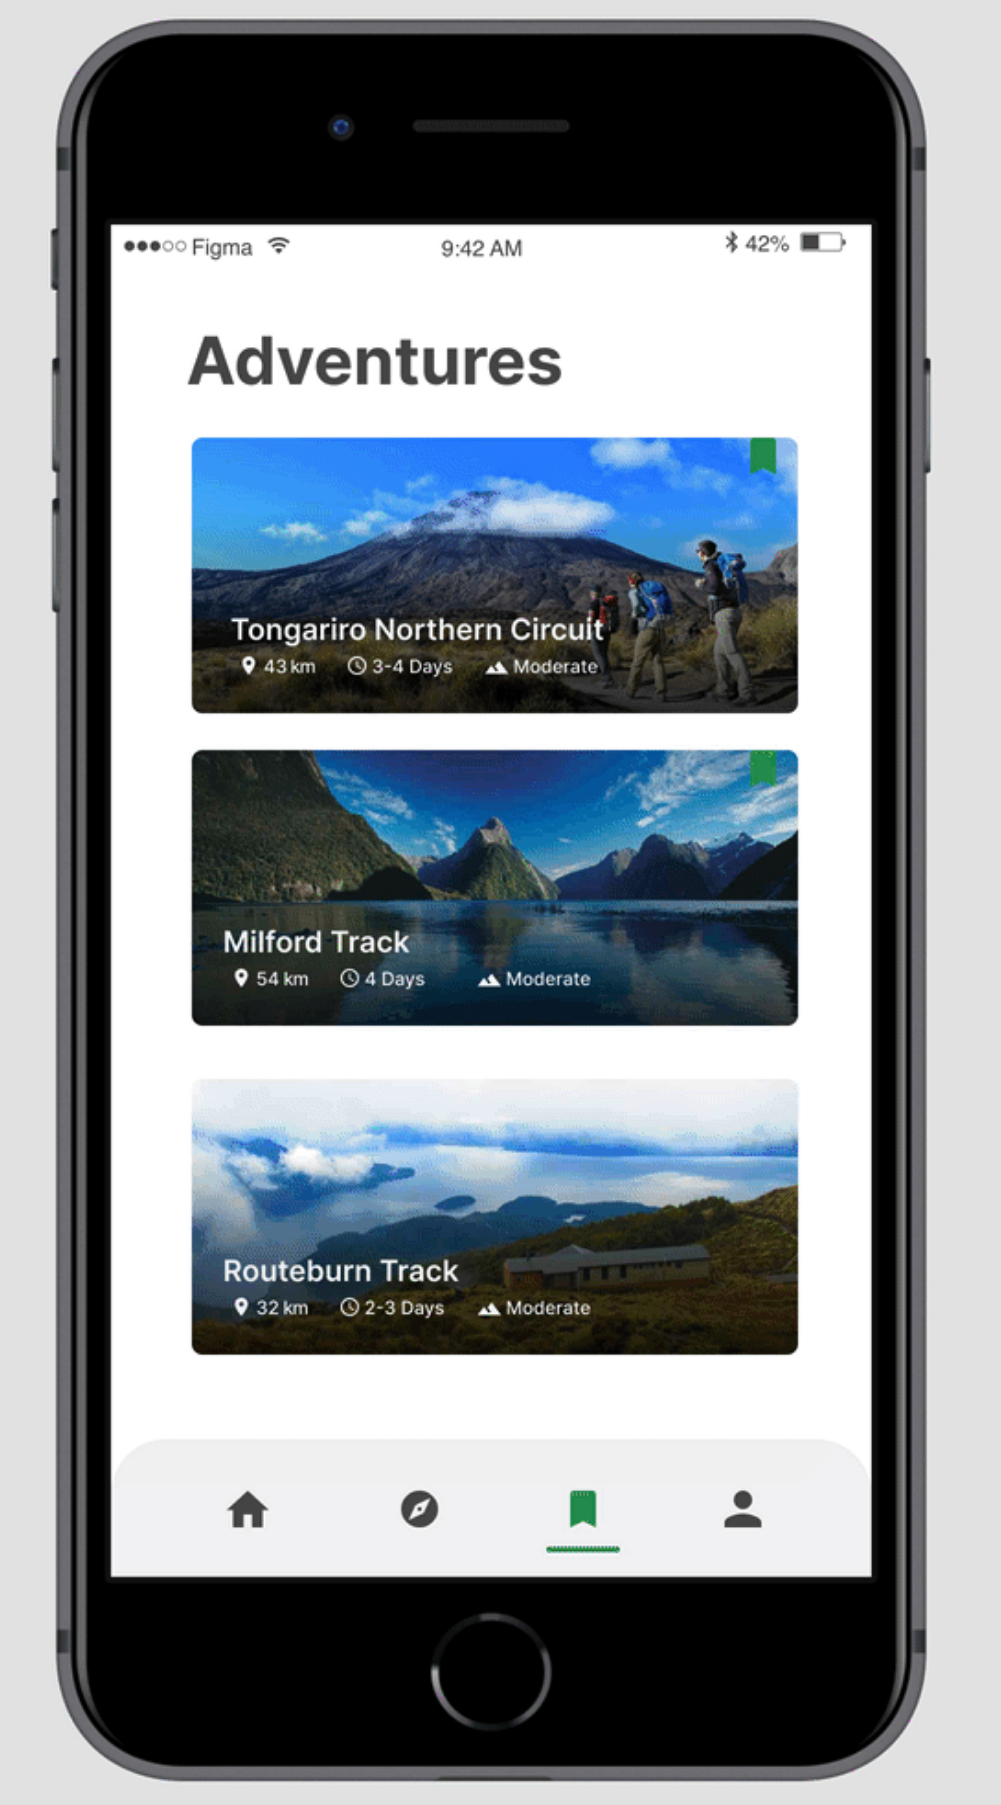 Figma 9:42 AM 42%
Adventures
Tongariro Northern Circuit
43 km 3-4 Days Moderate
Milford Track
54 km 4 Days Moderate
Routeburn Track
32 km 2-3 Days Moderate